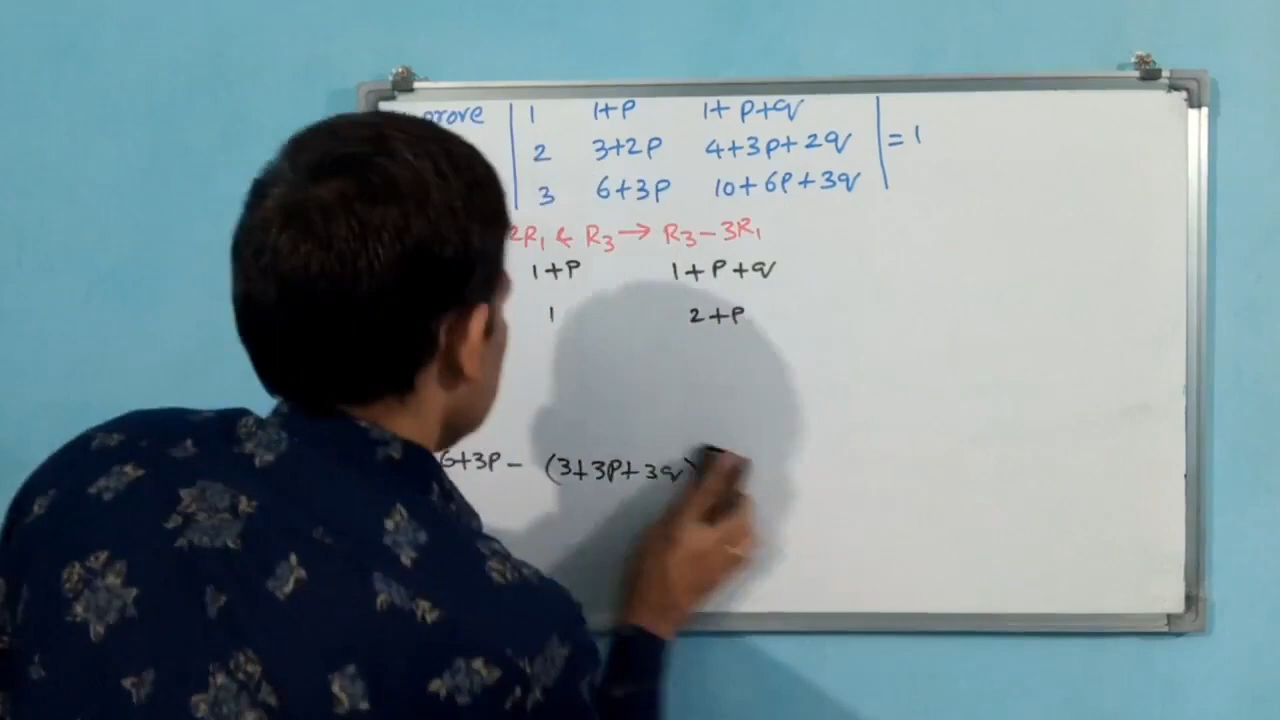 prove | 1 1+p 1+p+q |
| 2 3+2p 4+3p+2q | = 1
| 3 6+3p 10+6p+3q |
2R₁ & R₃ → R₃-3R₁
1+p 1+p+q
1 2+p
6+3p - (3+3p+3q)